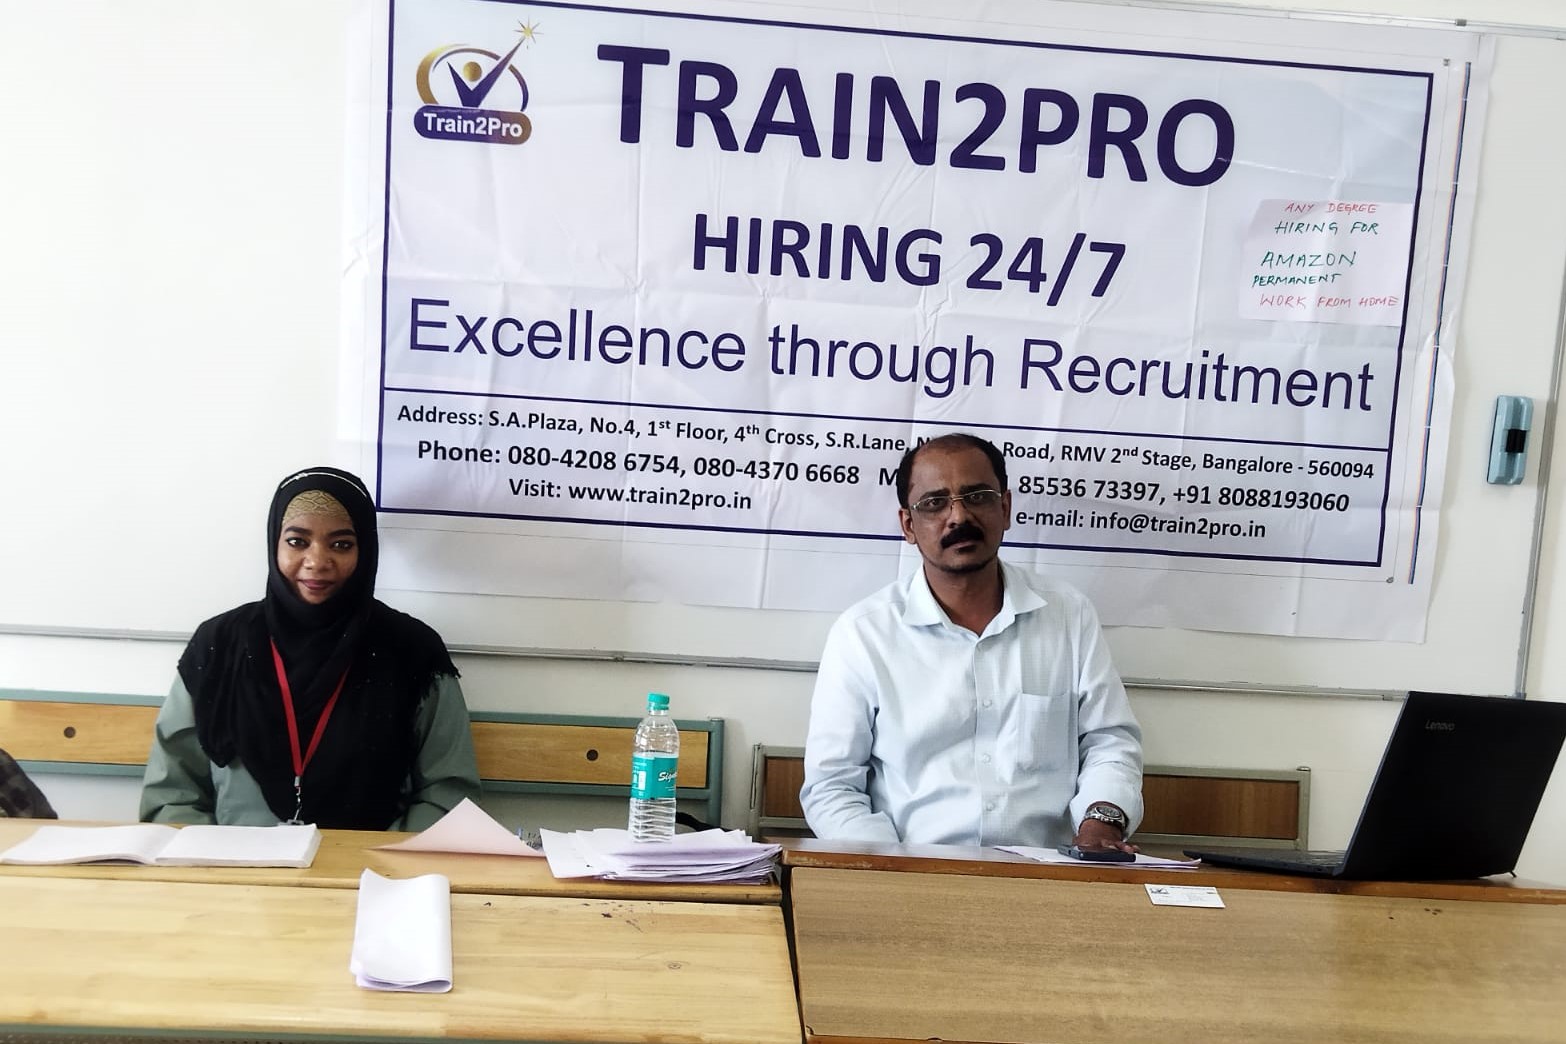 Train2Pro
TRAIN2PRO
HIRING 24/7
Excellence through Recruitment
ANY DEGREE
HIRING FOR
AMAZON
PERMANENT
WORK FROM HOME
Address: S.A.Plaza, No.4, 1st Floor, 4th Cross, S.R.Lane, Road, RMV 2nd Stage, Bangalore - 560094
Phone: 080-4208 6754, 080-4370 6668 85536 73397, +91 8088193060
Visit: www.train2pro.in e-mail: info@train2pro.in
Lenovo